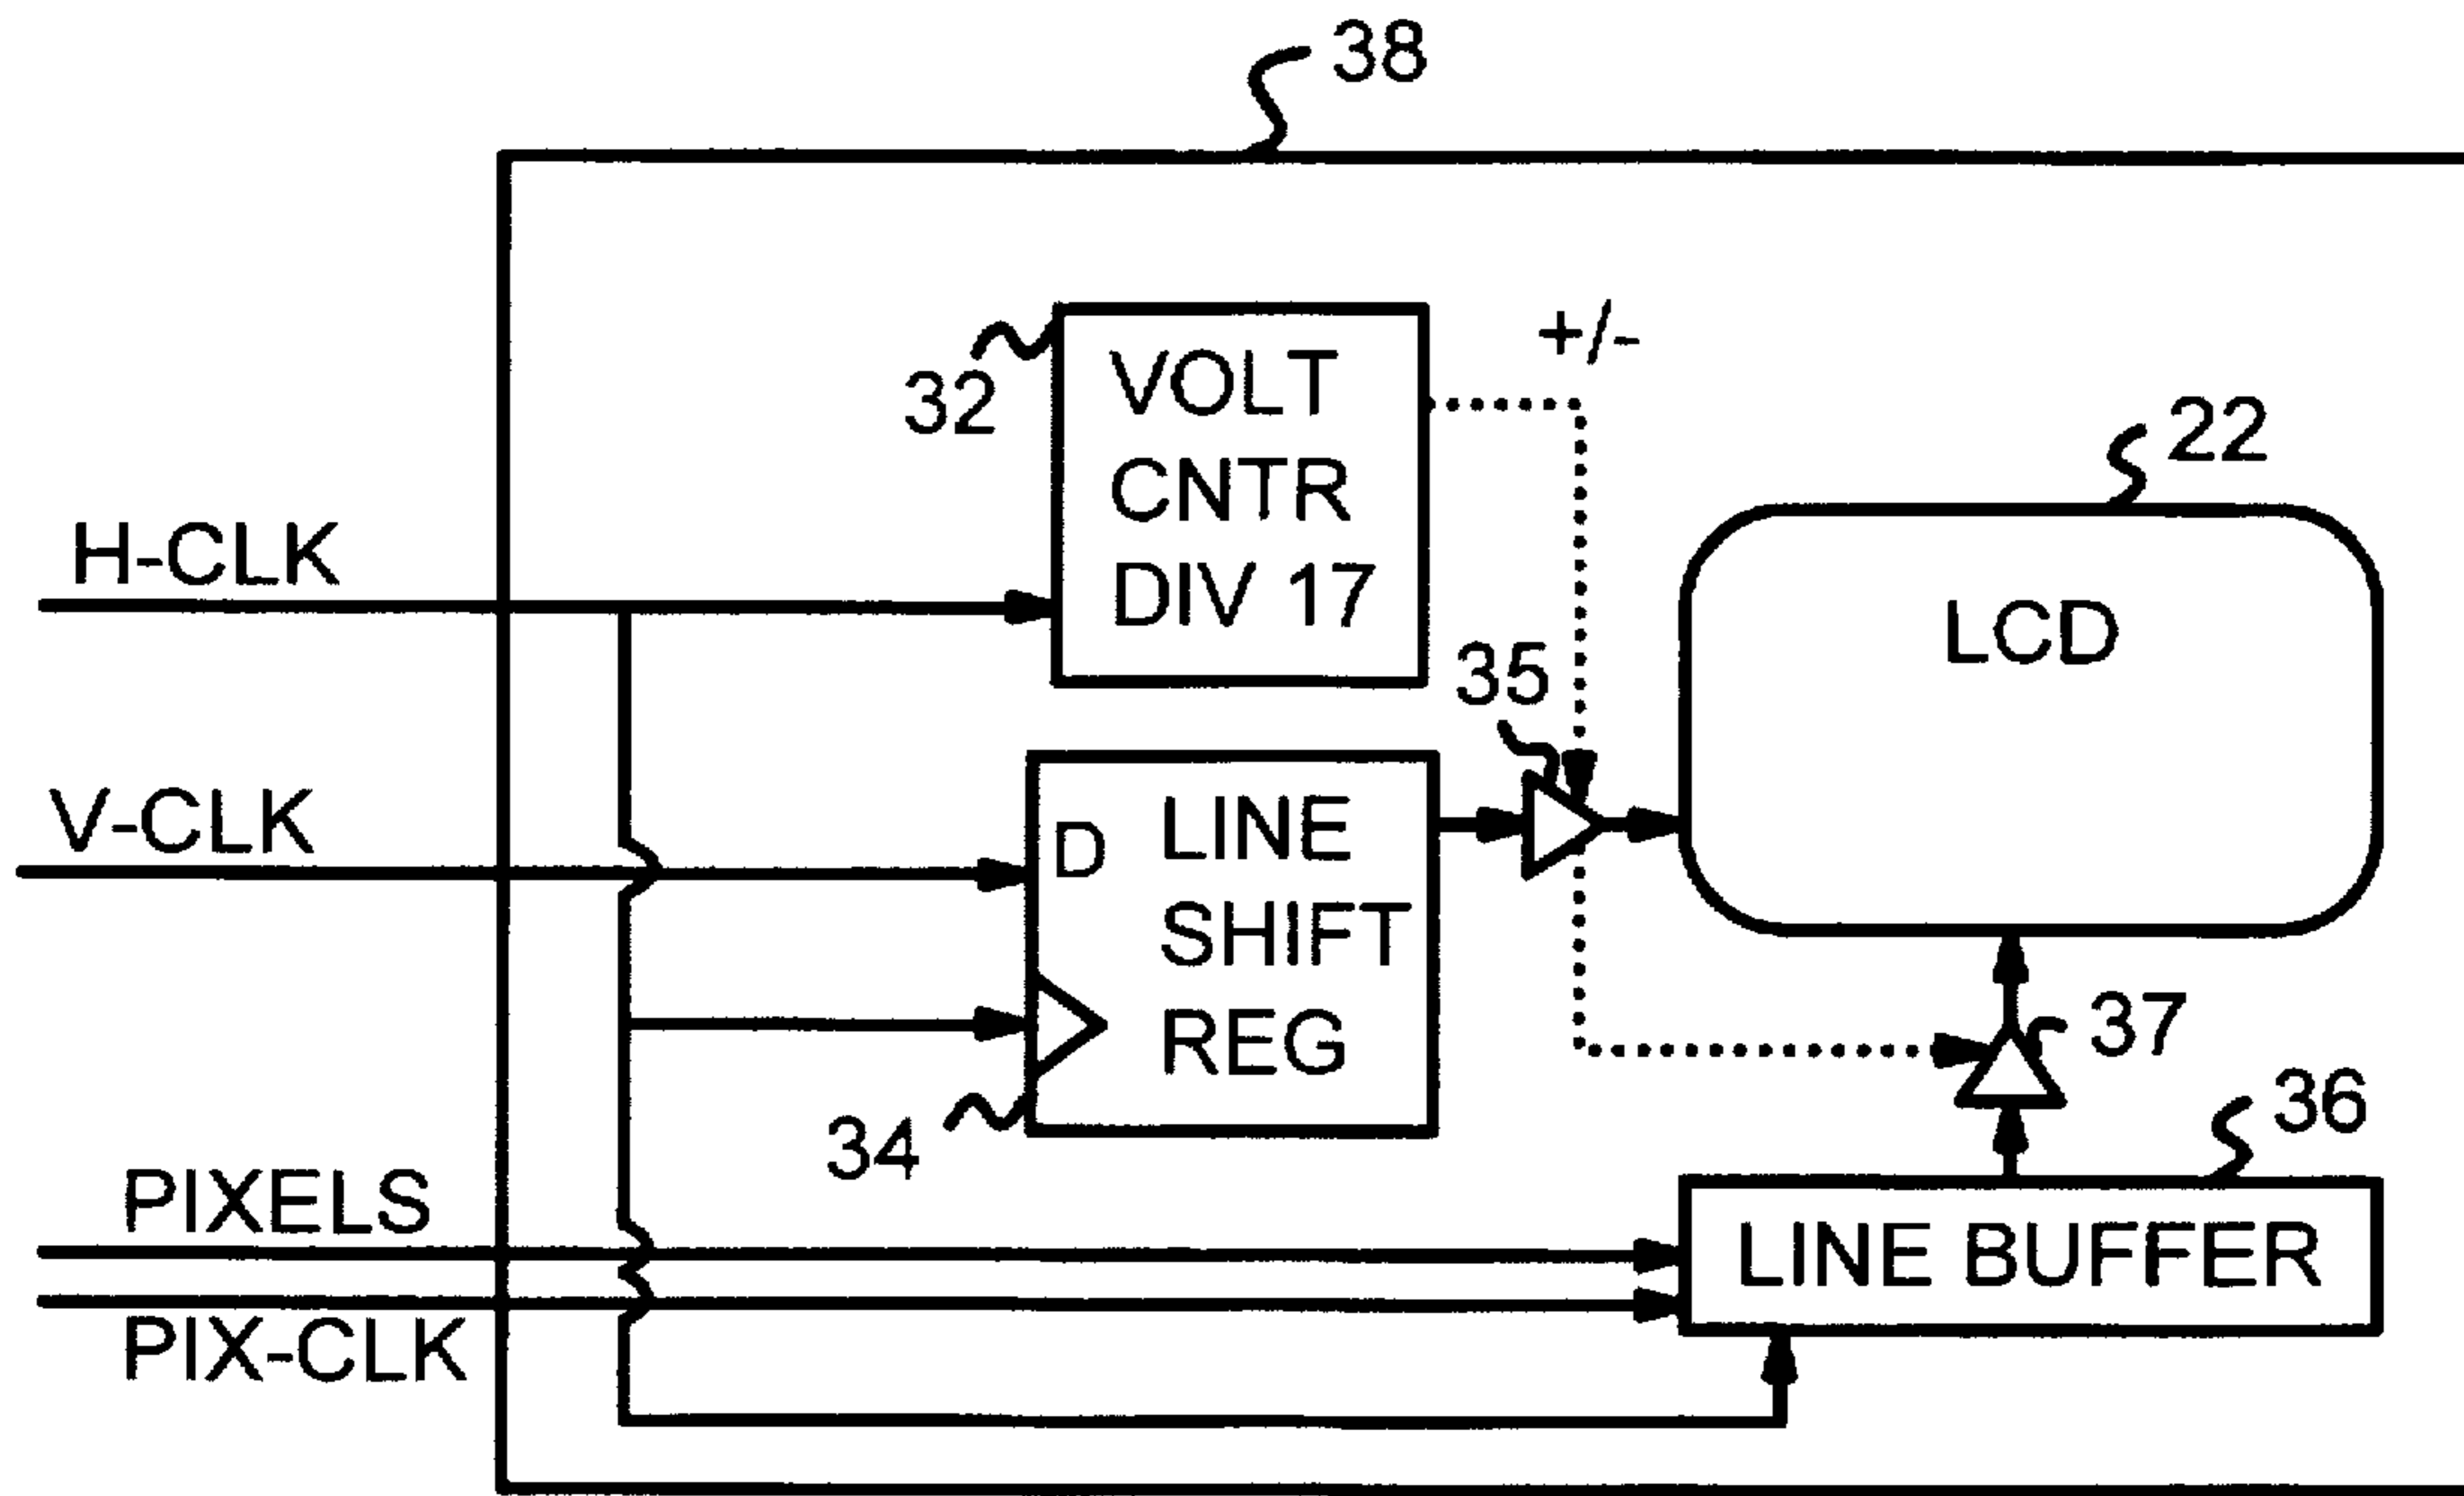 38
32
VOLT
CNTR
DIV 17
+/-
22
H-CLK
LCD
35
V-CLK
D
LINE
SHIFT
REG
34
37
36
PIXELS
LINE BUFFER
PIX-CLK